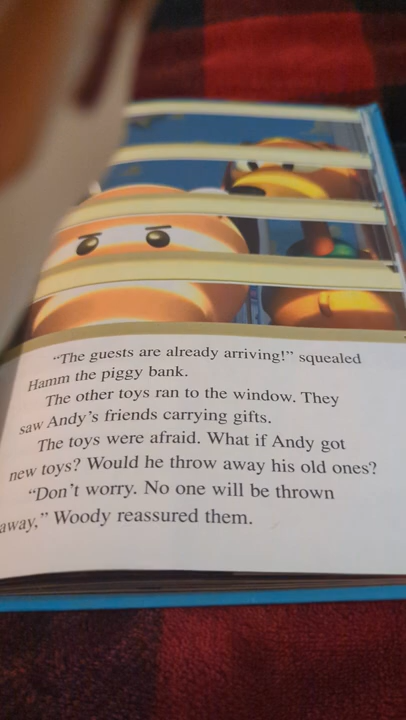 “The guests are already arriving!” squealed
Hamm the piggy bank.
The other toys ran to the window. They
saw Andy’s friends carrying gifts.
The toys were afraid. What if Andy got
new toys? Would he throw away his old ones?
“Don’t worry. No one will be thrown
away,” Woody reassured them.